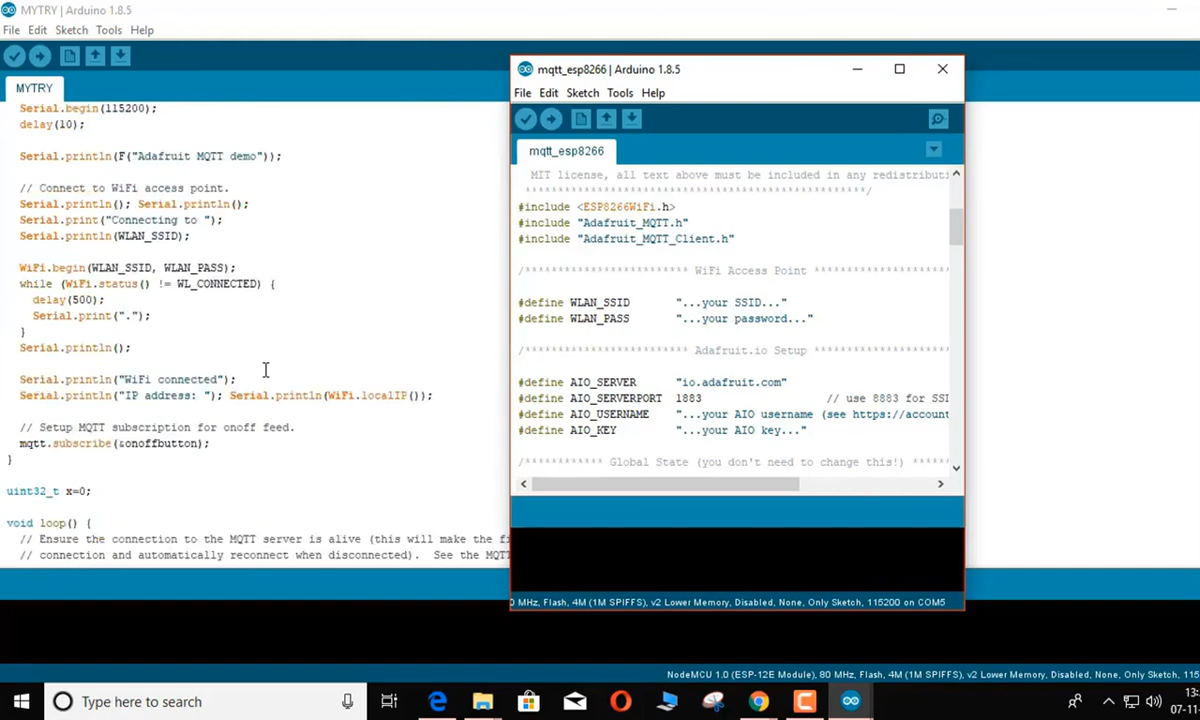 MYTRY | Arduino 1.8.5
File Edit Sketch Tools Help
MYTRY
Serial.begin(115200);
delay(10);
Serial.println(F("Adafruit MQTT demo"));
// Connect to WiFi access point.
Serial.println(); Serial.println();
Serial.print("Connecting to ");
Serial.println(WLAN_SSID);
WiFi.begin(WLAN_SSID, WLAN_PASS);
while (WiFi.status() != WL_CONNECTED) {
delay(500);
Serial.print(".");
}
Serial.println();
Serial.println("WiFi connected");
Serial.println("IP address: "); Serial.println(WiFi.localIP());
// Setup MQTT subscription for onoff feed.
mqtt.subscribe(&onoffbutton);
}
uint32_t x=0;
void loop() {
// Ensure the connection to the MQTT server is alive (this will make the fi
// connection and automatically reconnect when disconnected). See the MQTT
NodeMCU 1.0 (ESP-12E Module), 80 MHz, Flash, 4M (1M SPIFFS), v2 Lower Memory, Disabled, None, Only Sketch, 115
mqtt_esp8266 | Arduino 1.8.5
File Edit Sketch Tools Help
mqtt_esp8266
MIT license, all text above must be included in any redistributi
****************************************************/
#include <ESP8266WiFi.h>
#include "Adafruit_MQTT.h"
#include "Adafruit_MQTT_Client.h"
/************************* WiFi Access Point *****************
#define WLAN_SSID "...your SSID..."
#define WLAN_PASS "...your password..."
/************************* Adafruit.io Setup *****************
#define AIO_SERVER "io.adafruit.com"
#define AIO_SERVERPORT 1883 // use 8883 for SSL
#define AIO_USERNAME "...your AIO username (see https://account
#define AIO_KEY "...your AIO key..."
/************ Global State (you don't need to change this!) ******
0 MHz, Flash, 4M (1M SPIFFS), v2 Lower Memory, Disabled, None, Only Sketch, 115200 on COM5
Type here to search
13:
07-11